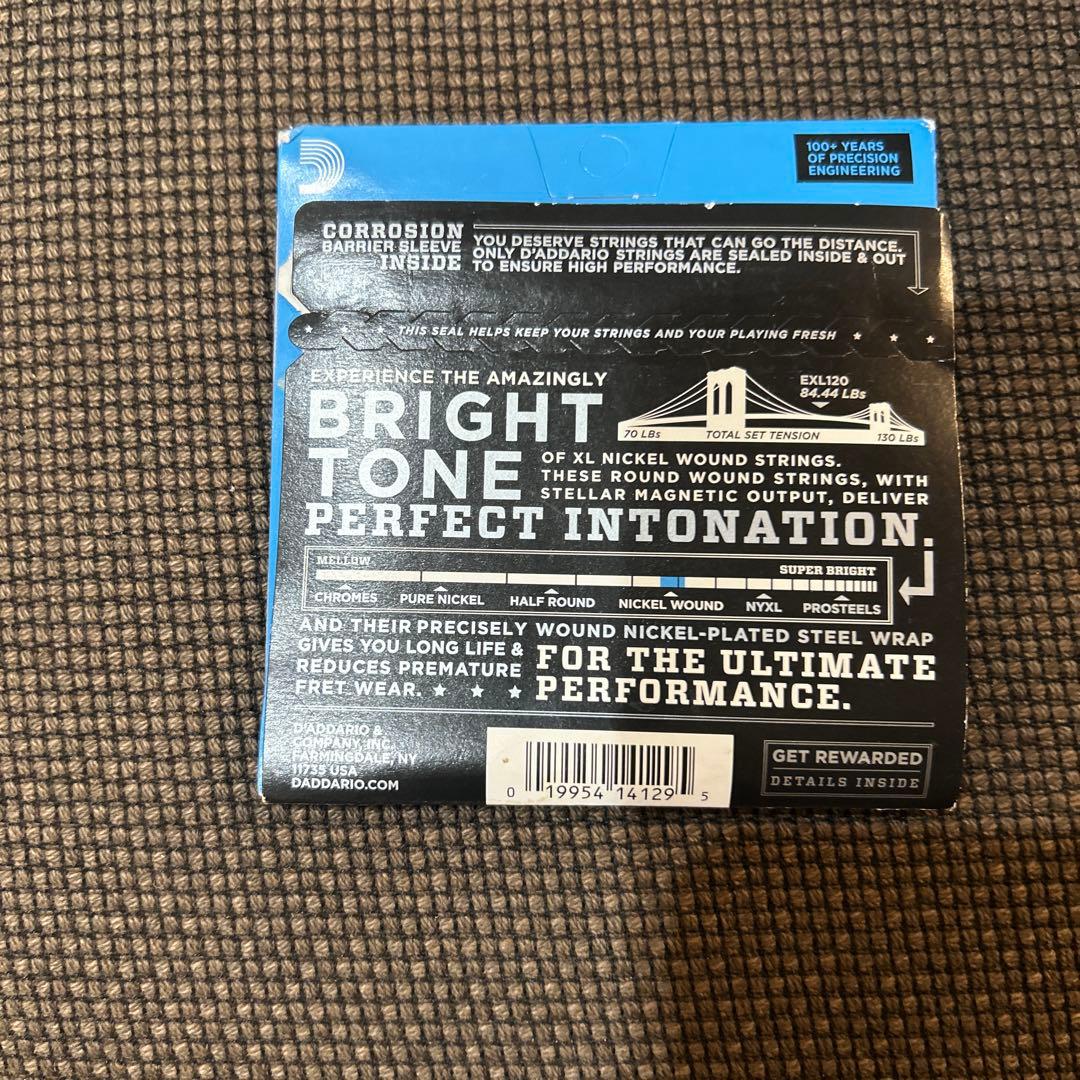 100+ YEARS
OF PRECISION
ENGINEERING
CORROSION
BARRIER SLEEVE
INSIDE
YOU DESERVE STRINGS THAT CAN GO THE DISTANCE.
ONLY D'ADDARIO STRINGS ARE SEALED INSIDE & OUT
TO ENSURE HIGH PERFORMANCE.
THIS SEAL HELPS KEEP YOUR STRINGS AND YOUR PLAYING FRESH
EXPERIENCE THE AMAZINGLY
BRIGHT
TONE
EXL120
84.44 LBs
70 LBs TOTAL SET TENSION 130 LBs
OF XL NICKEL WOUND STRINGS.
THESE ROUND WOUND STRINGS, WITH
STELLAR MAGNETIC OUTPUT, DELIVER
PERFECT INTONATION.
MELLOW SUPER BRIGHT
CHROMES PURE NICKEL HALF ROUND NICKEL WOUND NYXL PROSTEELS
AND THEIR PRECISELY WOUND NICKEL-PLATED STEEL WRAP
GIVES YOU LONG LIFE &
REDUCES PREMATURE
FRET WEAR.
FOR THE ULTIMATE
PERFORMANCE.
D'ADDARIO &
COMPANY, INC.
FARMINGDALE, NY
11735 USA
DADDARIO.COM
0 19954 14129 5
GET REWARDED
DETAILS INSIDE